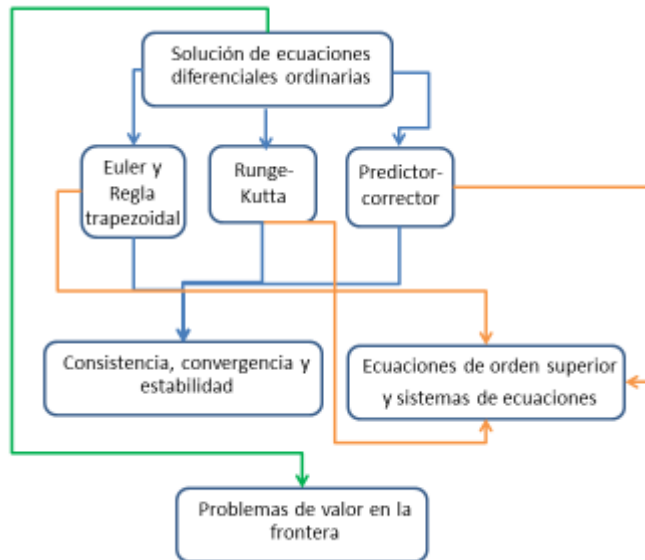 Solución de ecuaciones
diferenciales ordinarias
Euler y
Regla
trapezoidal
Runge-
Kutta
Predictor-
corrector
Consistencia, convergencia y
estabilidad
Ecuaciones de orden superior
y sistemas de ecuaciones
Problemas de valor en la
frontera